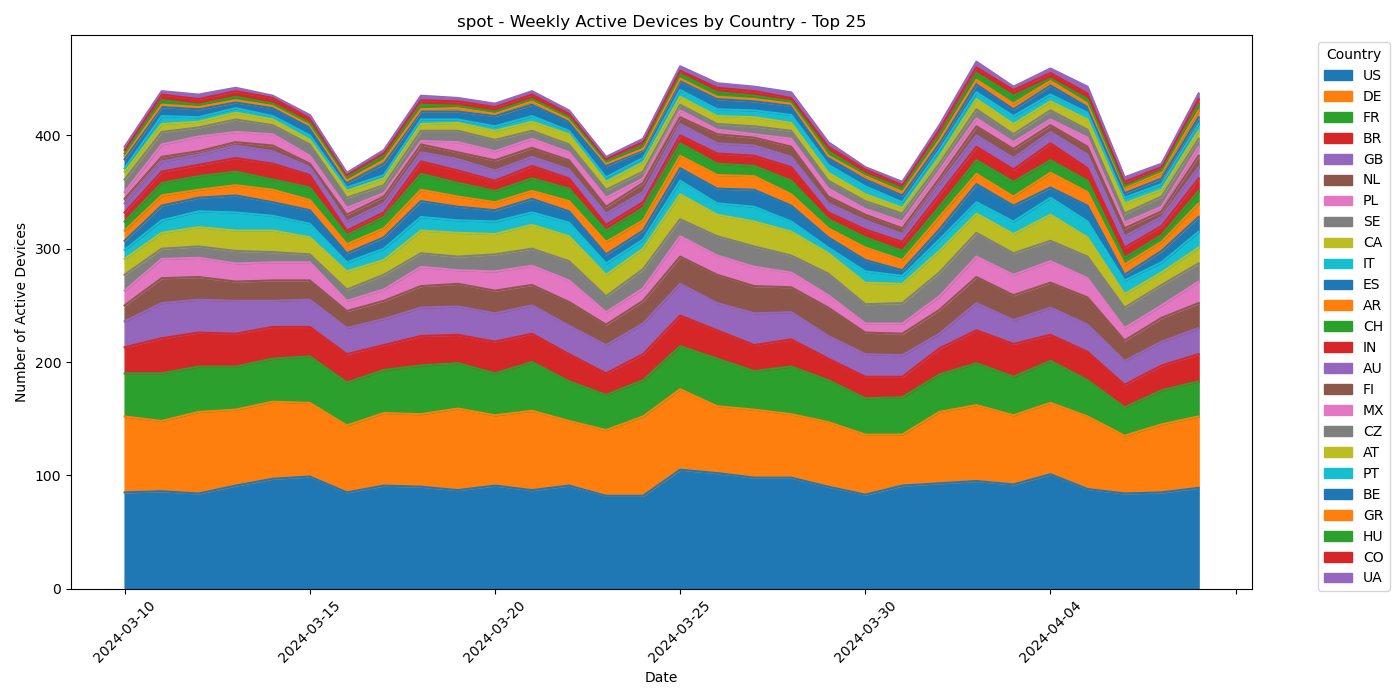 spot - Weekly Active Devices by Country - Top 25
Number of Active Devices
400
300
200
100
0
2024-03-10
2024-03-15
2024-03-20
2024-03-25
2024-03-30
2024-04-04
Date
Country
US
DE
FR
BR
GB
NL
PL
SE
CA
IT
ES
AR
CH
IN
AU
FI
MX
CZ
AT
PT
BE
GR
HU
CO
UA